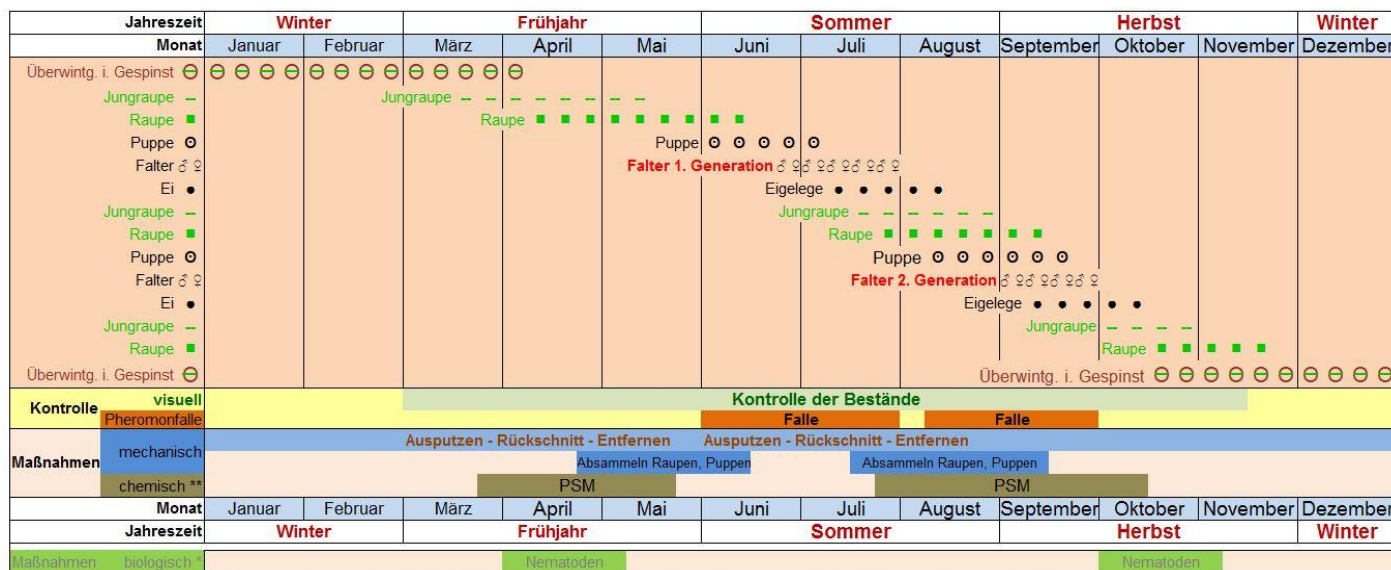 Jahreszeit Winter Frühjahr Sommer Herbst Winter
Monat Januar Februar März April Mai Juni Juli August September Oktober November Dezember
Überwintg. i. Gespinst
Jungraupe Jungraupe
Raupe Raupe
Puppe Puppe
Falter ♂ ♀ Falter 1. Generation ♂ ♀♂ ♀♂ ♀♂ ♀♂ ♀
Ei Eigelege
Jungraupe Jungraupe
Raupe Raupe
Puppe Puppe
Falter ♂ ♀ Falter 2. Generation ♂ ♀♂ ♀♂ ♀♂ ♀
Ei Eigelege
Jungraupe Jungraupe
Raupe Raupe
Überwintg. i. Gespinst Überwintg. i. Gespinst
Kontrolle visuell Kontrolle der Bestände
Pheromonfalle Falle Falle
Maßnahmen mechanisch Ausputzen - Rückschnitt - Entfernen Ausputzen - Rückschnitt - Entfernen
Absammeln Raupen, Puppen Absammeln Raupen, Puppen
chemisch ** PSM PSM
Monat Januar Februar März April Mai Juni Juli August September Oktober November Dezember
Jahreszeit Winter Frühjahr Sommer Herbst Winter
Maßnahmen biologisch * Nematoden Nematoden